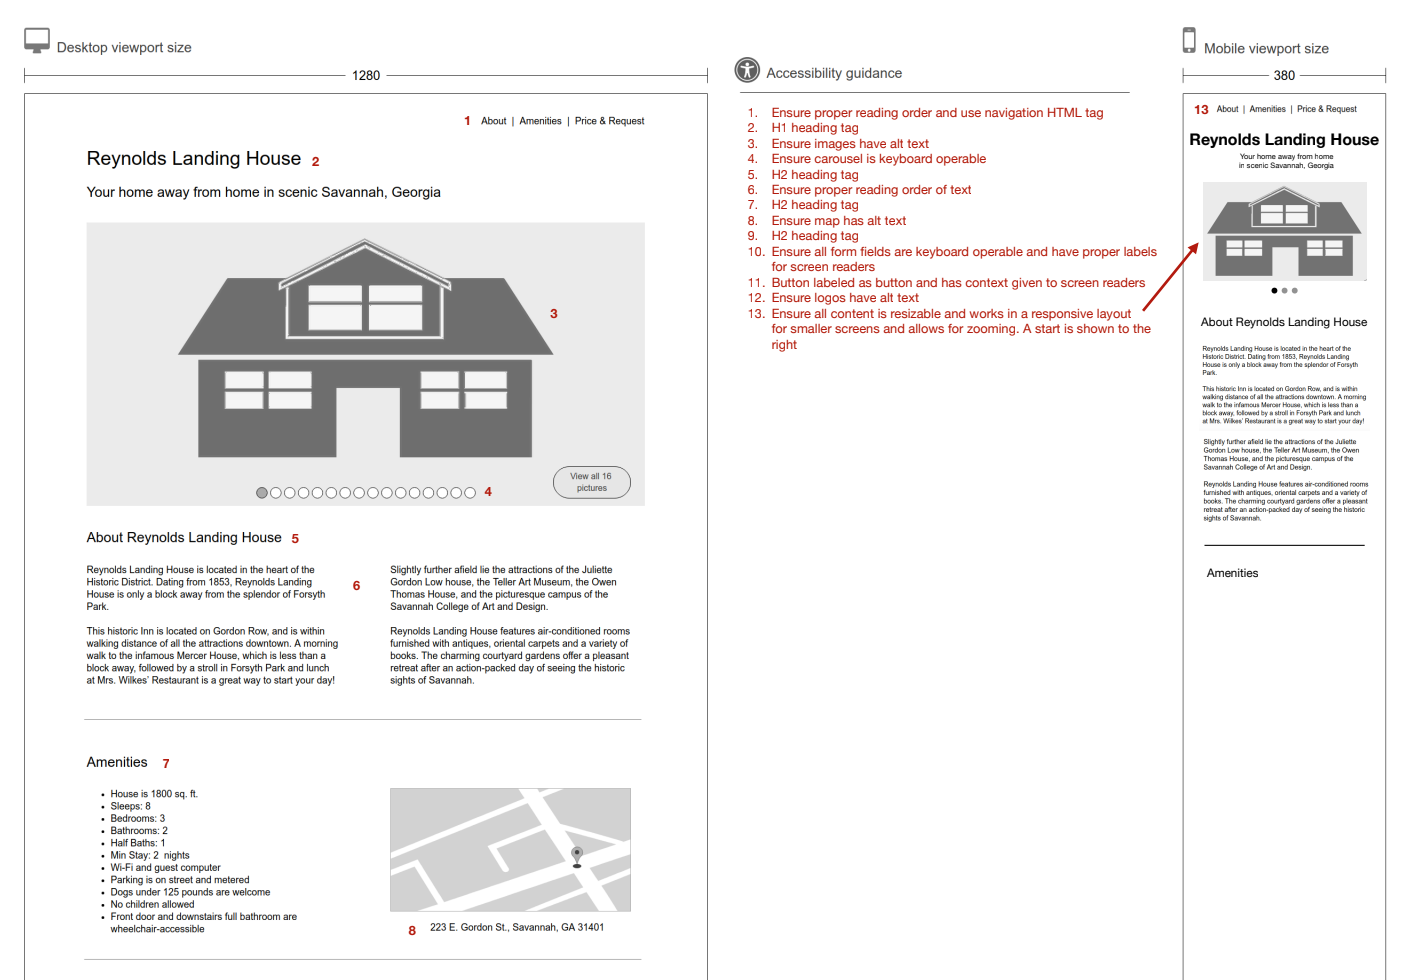 Desktop viewport size
1280
1 About | Amenities | Price & Request
Reynolds Landing House 2
Your home away from home in scenic Savannah, Georgia
3
View all 16
pictures
4
About Reynolds Landing House 5
Reynolds Landing House is located in the heart of the
Historic District. Dating from 1853, Reynolds Landing
House is only a block away from the splendor of Forsyth
Park.
This historic Inn is located on Gordon Row, and is within
walking distance of all the attractions downtown. A morning
walk to the infamous Mercer House, which is less than a
block away, followed by a stroll in Forsyth Park and lunch
at Mrs. Wilkes' Restaurant is a great way to start your day!
6
Slightly further afield lie the attractions of the Juliette
Gordon Low house, the Teller Art Museum, the Owen
Thomas House, and the picturesque campus of the
Savannah College of Art and Design.
Reynolds Landing House features air-conditioned rooms
furnished with antiques, oriental carpets and a variety of
books. The charming courtyard gardens offer a pleasant
retreat after an action-packed day of seeing the historic
sights of Savannah.
Amenities 7
• House is 1800 sq. ft.
• Sleeps: 8
• Bedrooms: 3
• Bathrooms: 2
• Half Baths: 1
• Min Stay: 2 nights
• Wi-Fi and guest computer
• Parking is on street and metered
• Dogs under 125 pounds are welcome
• No children allowed
• Front door and downstairs full bathroom are
wheelchair-accessible
8 223 E. Gordon St., Savannah, GA 31401
Accessibility guidance
1. Ensure proper reading order and use navigation HTML tag
2. H1 heading tag
3. Ensure images have alt text
4. Ensure carousel is keyboard operable
5. H2 heading tag
6. Ensure proper reading order of text
7. H2 heading tag
8. Ensure map has alt text
9. H2 heading tag
10. Ensure all form fields are keyboard operable and have proper labels
for screen readers
11. Button labeled as button and has context given to screen readers
12. Ensure logos have alt text
13. Ensure all content is resizable and works in a responsive layout
for smaller screens and allows for zooming. A start is shown to the
right
Mobile viewport size
380
13 About | Amenities | Price & Request
Reynolds Landing House
Your home away from home
in scenic Savannah, Georgia
About Reynolds Landing House
Reynolds Landing House is located in the heart of the
Historic District. Dating from 1853, Reynolds Landing
House is only a block away from the splendor of Forsyth
Park.
This historic Inn is located on Gordon Row, and is within
walking distance of all the attractions downtown. A morning
walk to the infamous Mercer House, which is less than a
block away, followed by a stroll in Forsyth Park and lunch
at Mrs. Wilkes' Restaurant is a great way to start your day!
Slightly further afield lie the attractions of the Juliette
Gordon Low house, the Teller Art Museum, the Owen
Thomas House, and the picturesque campus of the
Savannah College of Art and Design.
Reynolds Landing House features air-conditioned rooms
furnished with antiques, oriental carpets and a variety of
books. The charming courtyard gardens offer a pleasant
retreat after an action-packed day of seeing the historic
sights of Savannah.
Amenities